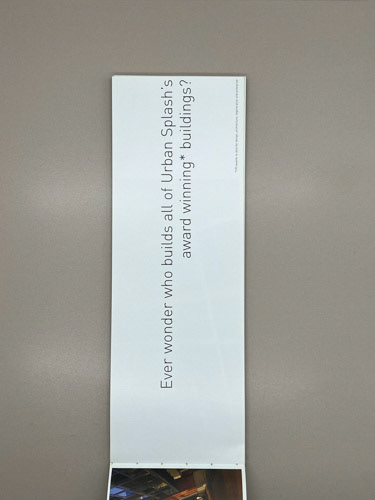 Ever wonder who builds all of Urban Splash's
award winning* buildings?